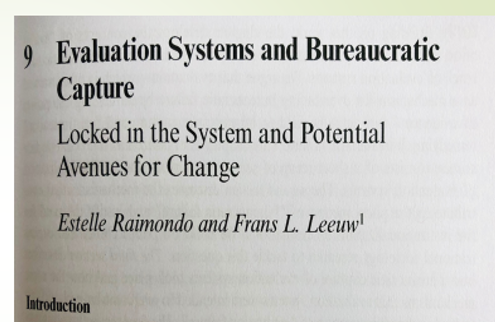 9 Evaluation Systems and Bureaucratic
Capture
Locked in the System and Potential
Avenues for Change
Estelle Raimondo and Frans L. Leeuw¹
Introduction